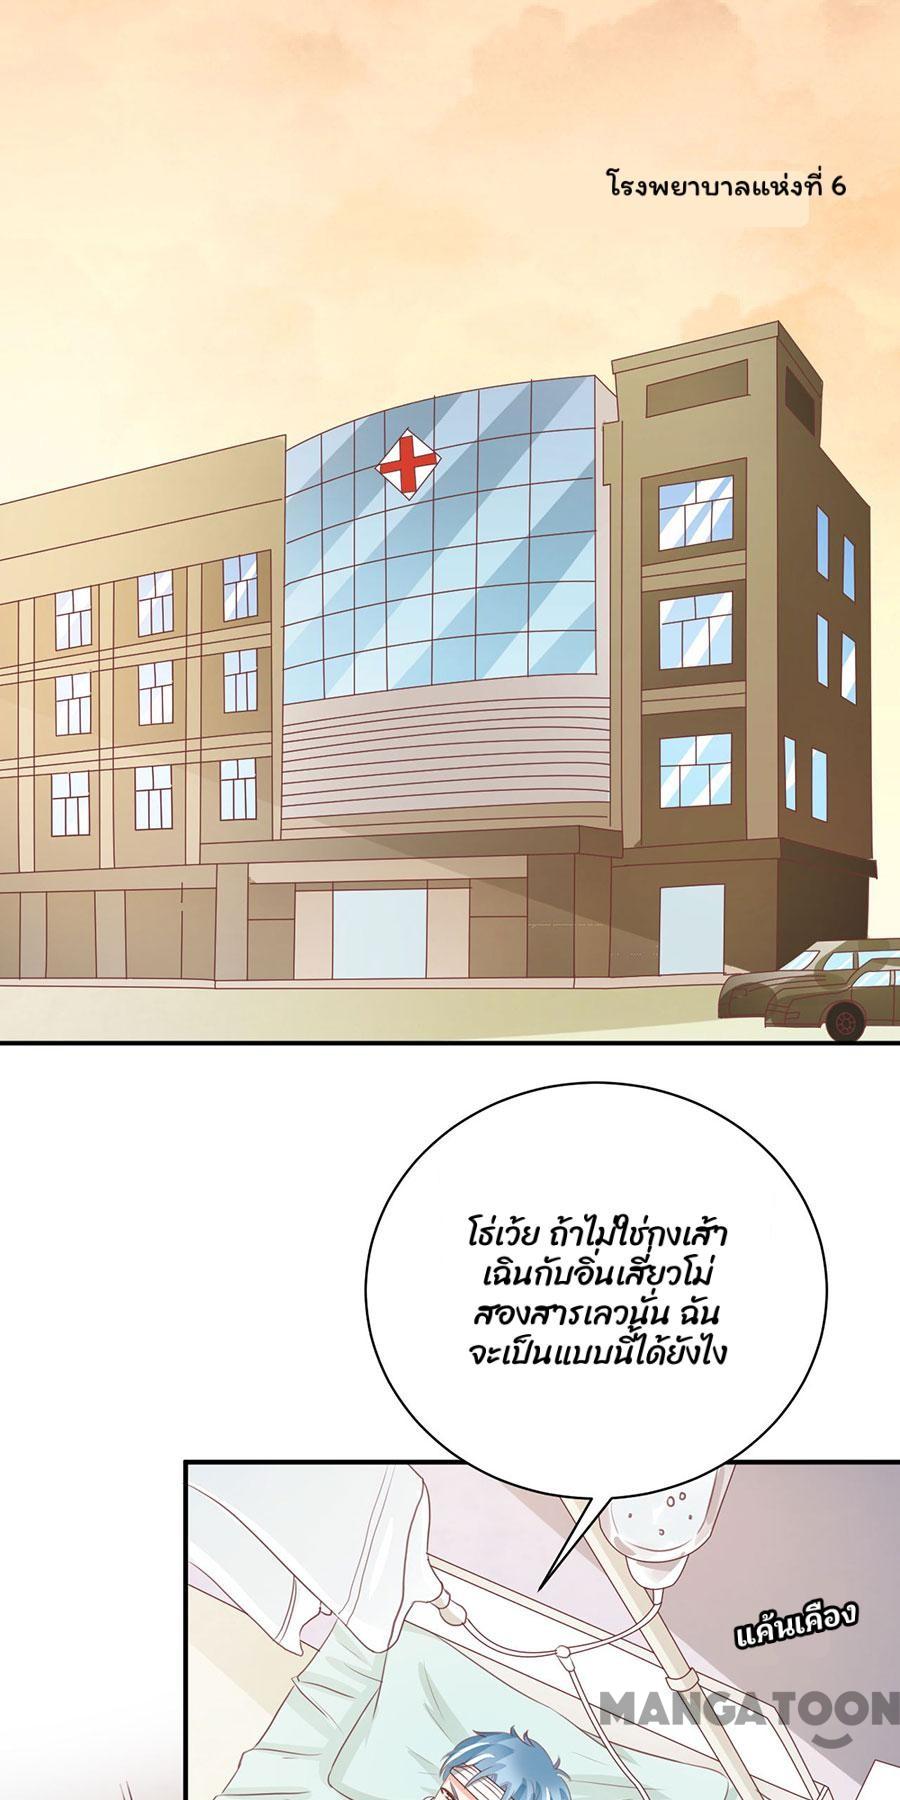 โรงพยาบาลแห่งที่ 6
โธ่เว้ย ถ้าไม่ใช่กงเส้า
เฉินกับอิ่นเสี่ยวโม่
สองสารเลวนั่น ฉัน
จะเป็นแบบนี้ได้ยังไง
แค้นเคือง
MANGATOON